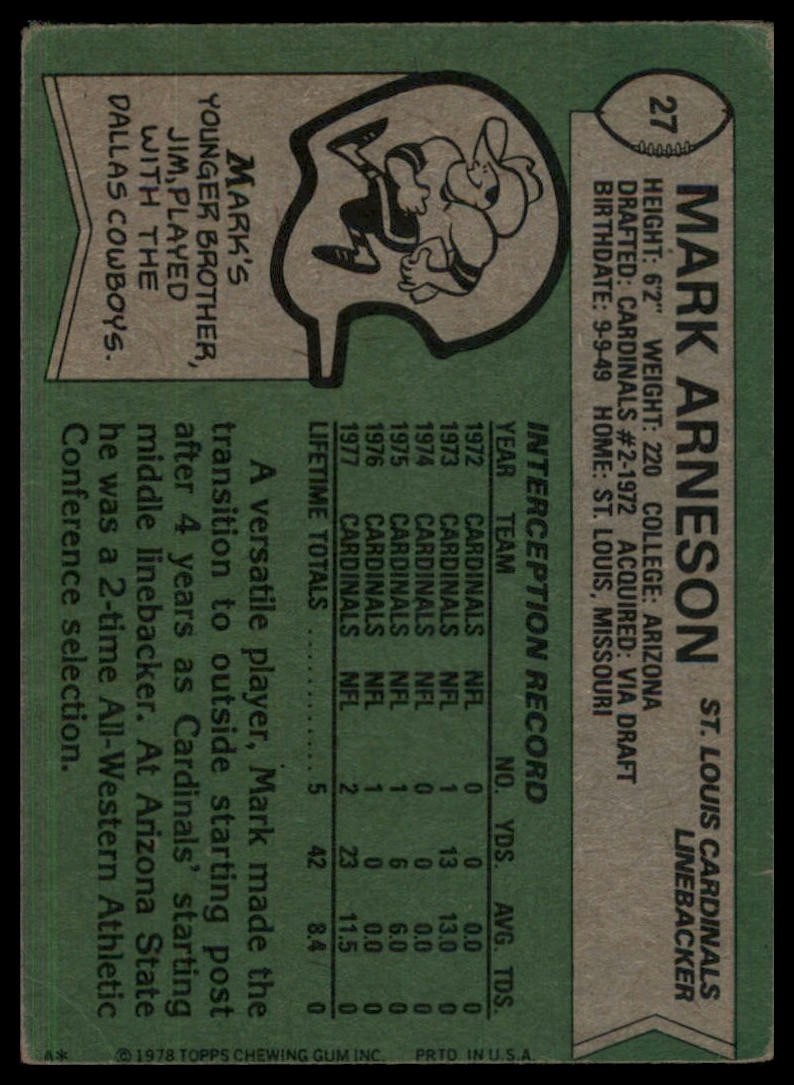 27
MARK ARNESON
ST. LOUIS CARDINALS
LINEBACKER
HEIGHT: 6'2" WEIGHT: 220 COLLEGE: ARIZONA
DRAFTED: CARDINALS #2-1972 ACQUIRED: VIA DRAFT
BIRTHDATE: 9-9-49 HOME: ST. LOUIS, MISSOURI
MARK'S
YOUNGER BROTHER,
JIM, PLAYED
WITH THE
DALLAS COWBOYS.
INTERCEPTION RECORD
YEAR TEAM NO. YDS. AVG. TDS.
1972 CARDINALS NFL 0 0 0.0 0
1973 CARDINALS NFL 1 13 13.0 0
1974 CARDINALS NFL 0 0 0.0 0
1975 CARDINALS NFL 1 6 6.0 0
1976 CARDINALS NFL 1 0 0.0 0
1977 CARDINALS NFL 2 23 11.5 0
LIFETIME TOTALS ............ 5 42 8.4 0
A versatile player, Mark made the
transition to outside starting post
after 4 years as Cardinals' starting
middle linebacker. At Arizona State
he was a 2-time All-Western Athletic
Conference selection.
A* ©1978 TOPPS CHEWING GUM INC. PRTD IN U.S.A.